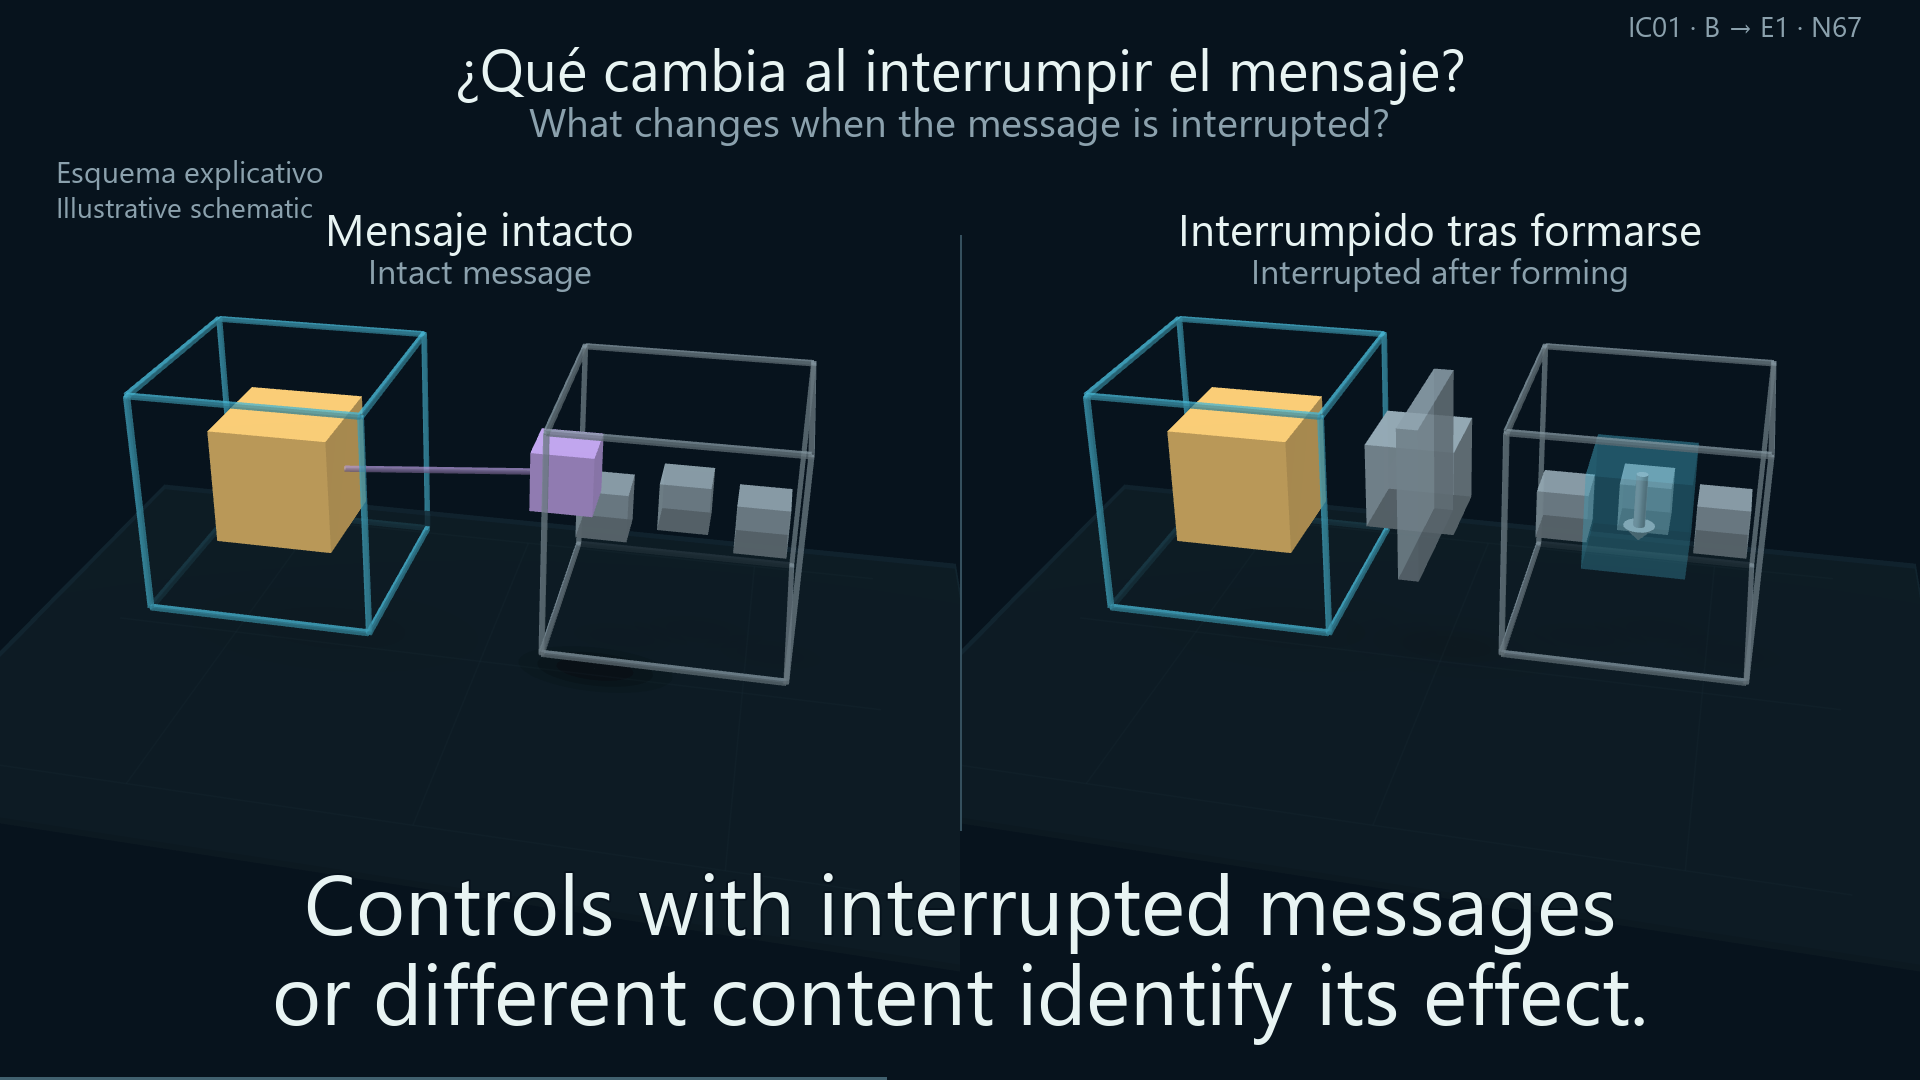 IC01 · B → E1 · N67
¿Qué cambia al interrumpir el mensaje?
What changes when the message is interrupted?
Esquema explicativo
Illustrative schematic
Mensaje intacto
Intact message
Interrumpido tras formarse
Interrupted after forming
Controls with interrupted messages
or different content identify its effect.